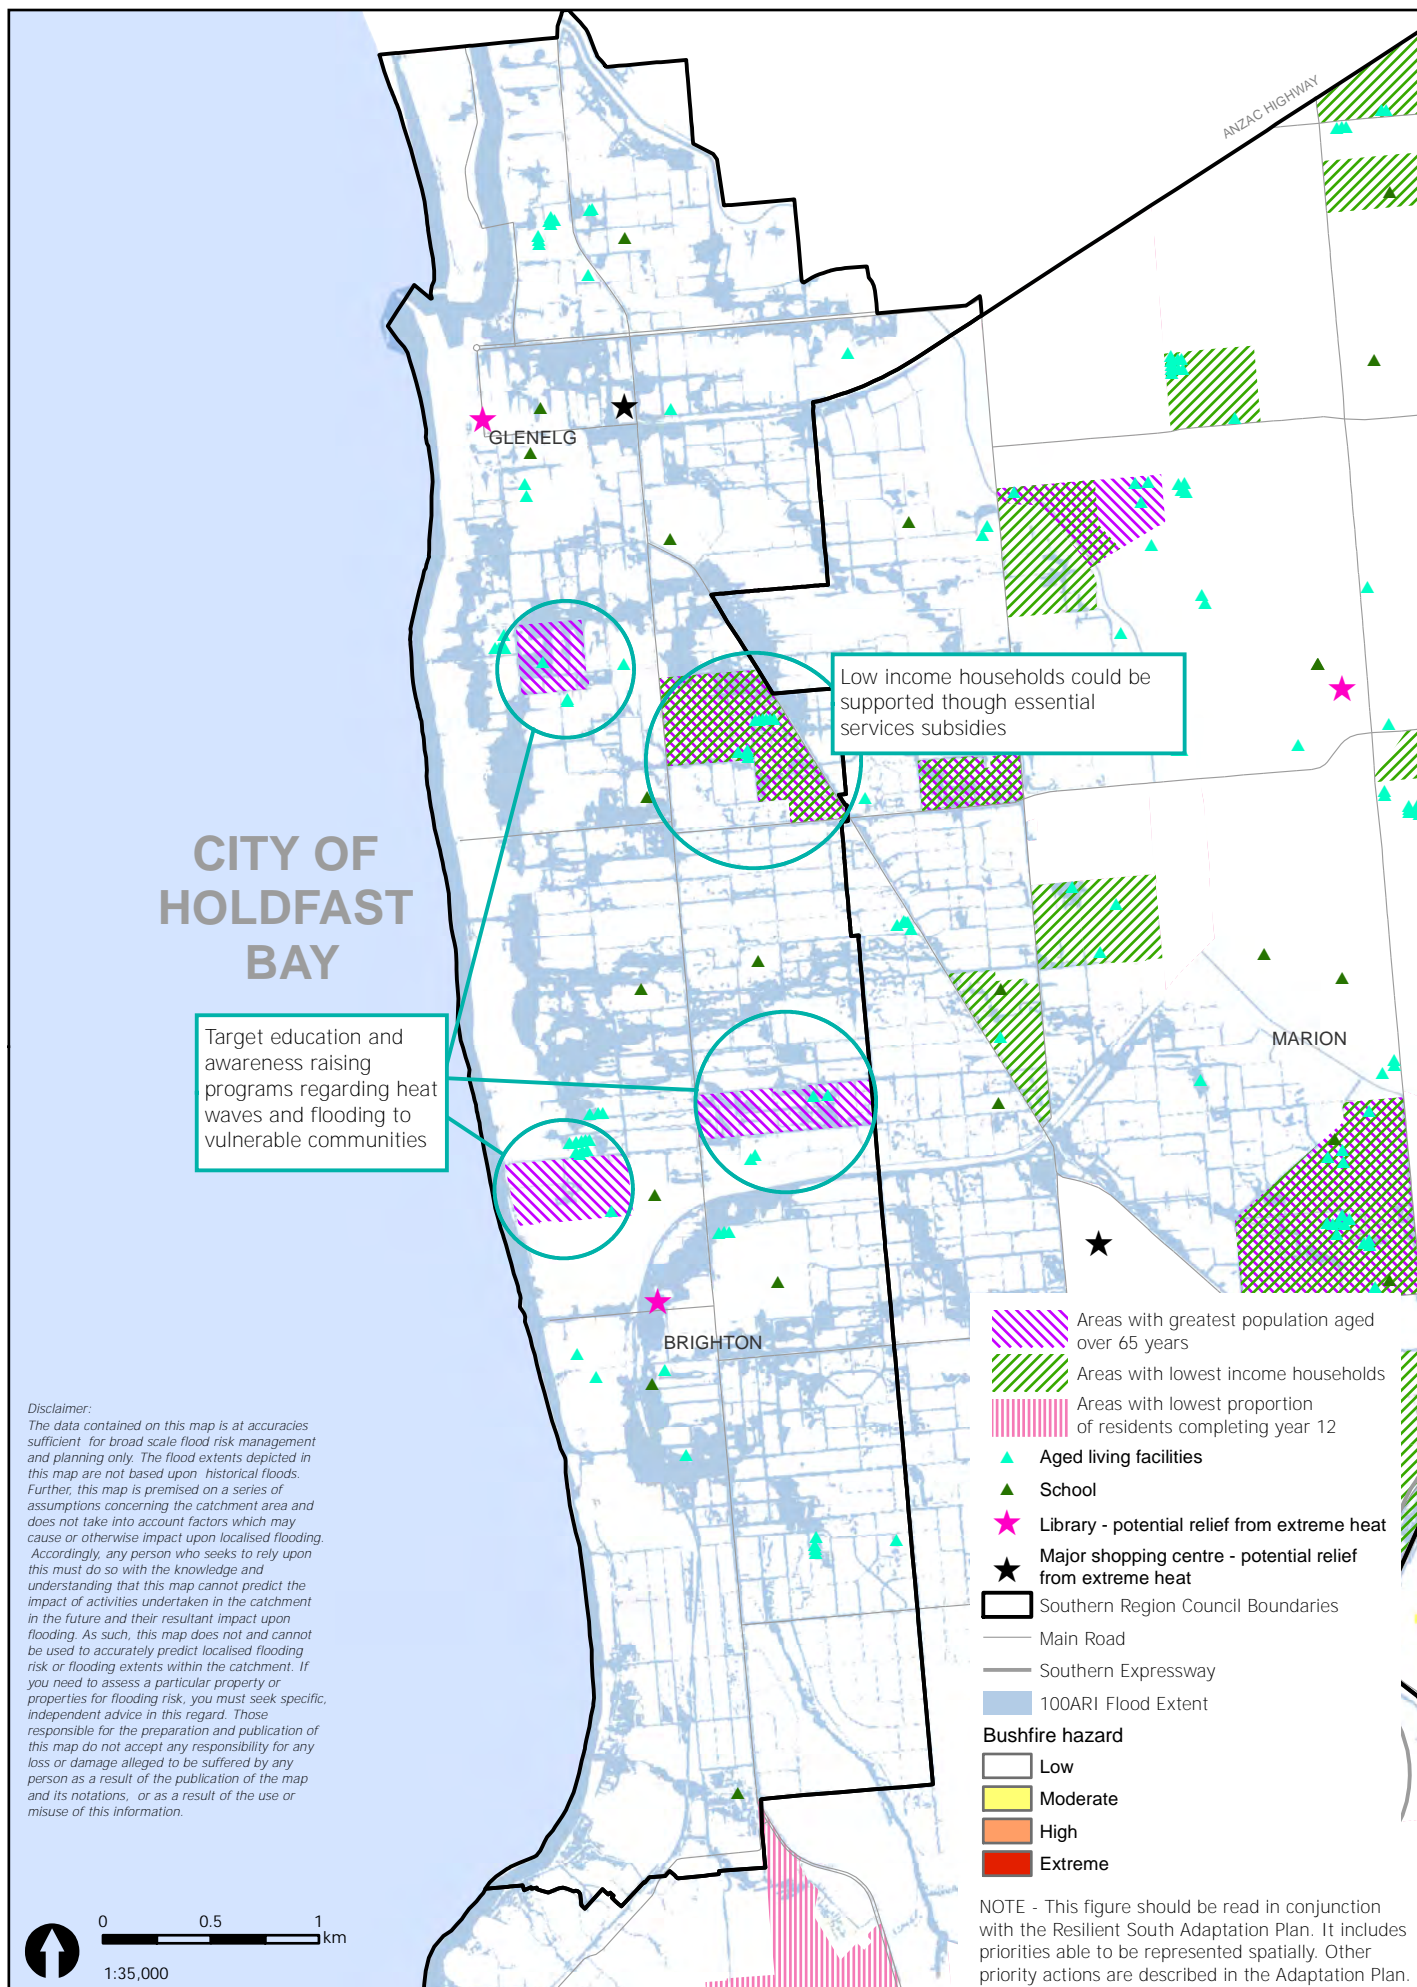 ANZAC HIGHWAY
GLENELG
Low income households could be
supported though essential
services subsidies
CITY OF
HOLDFAST
BAY
Target education and
awareness raising
programs regarding heat
waves and flooding to
vulnerable communities
MARION
BRIGHTON
Areas with greatest population aged
over 65 years
Areas with lowest income households
Areas with lowest proportion
of residents completing year 12
Aged living facilities
School
Library - potential relief from extreme heat
Major shopping centre - potential relief
from extreme heat
Southern Region Council Boundaries
Main Road
Southern Expressway
100ARI Flood Extent
Bushfire hazard
Low
Moderate
High
Extreme
NOTE - This figure should be read in conjunction
with the Resilient South Adaptation Plan. It includes
priorities able to be represented spatially. Other
priority actions are described in the Adaptation Plan.
Disclaimer:
The data contained on this map is at accuracies
sufficient for broad scale flood risk management
and planning only. The flood extents depicted in
this map are not based upon historical floods.
Further, this map is premised on a series of
assumptions concerning the catchment area and
does not take into account factors which may
cause or otherwise impact upon localised flooding.
Accordingly, any person who seeks to rely upon
this must do so with the knowledge and
understanding that this map cannot predict the
impact of activities undertaken in the catchment
in the future and their resultant impact upon
flooding. As such, this map does not and cannot
be used to accurately predict localised flooding
risk or flooding extents within the catchment. If
you need to assess a particular property or
properties for flooding risk, you must seek specific,
independent advice in this regard. Those
responsible for the preparation and publication of
this map do not accept any responsibility for any
loss or damage alleged to be suffered by any
person as a result of the publication of the map
and its notations, or as a result of the use or
misuse of this information.
0 0.5 1
km
1:35,000